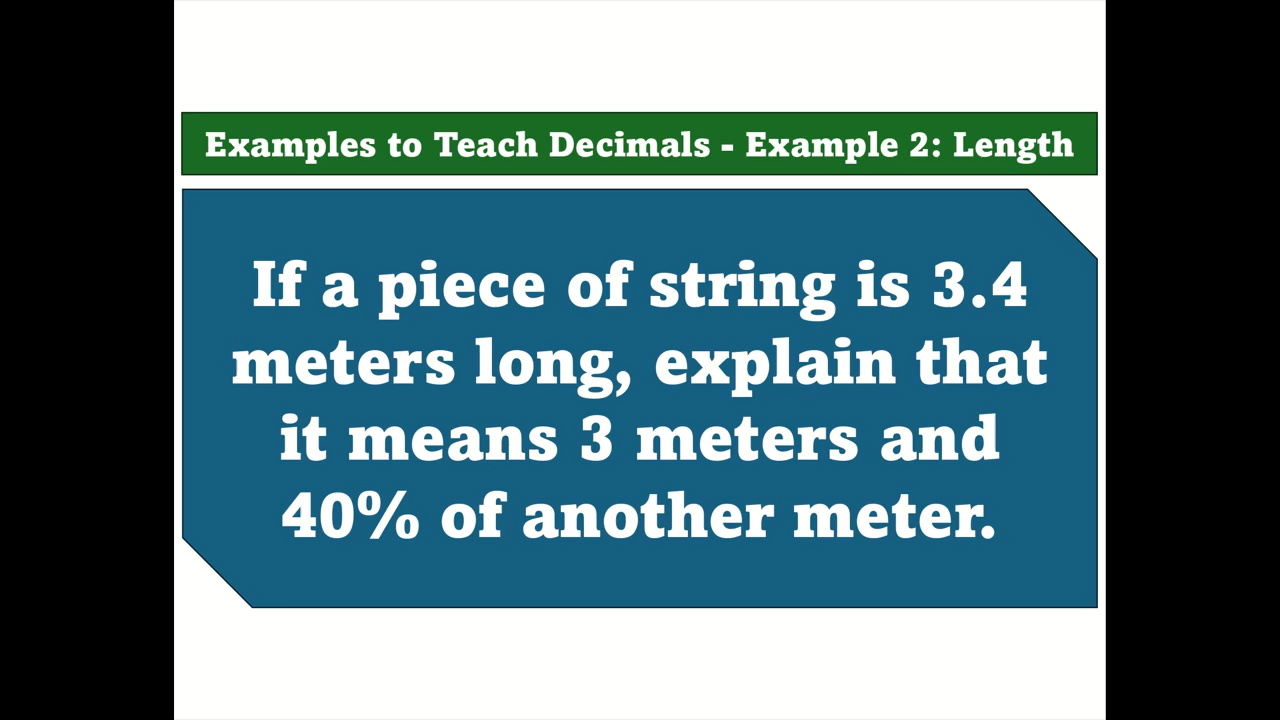 Examples to Teach Decimals - Example 2: Length
If a piece of string is 3.4
meters long, explain that
it means 3 meters and
40% of another meter.